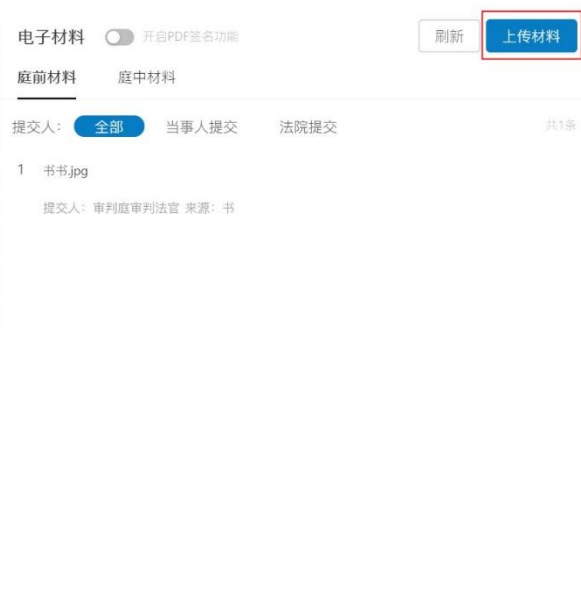 电子材料 开启PDF签名功能 刷新 上传材料
庭前材料 庭中材料
提交人： 全部 当事人提交 法院提交 共1条
1 书书.jpg
提交人：审判庭审判法官 来源：书